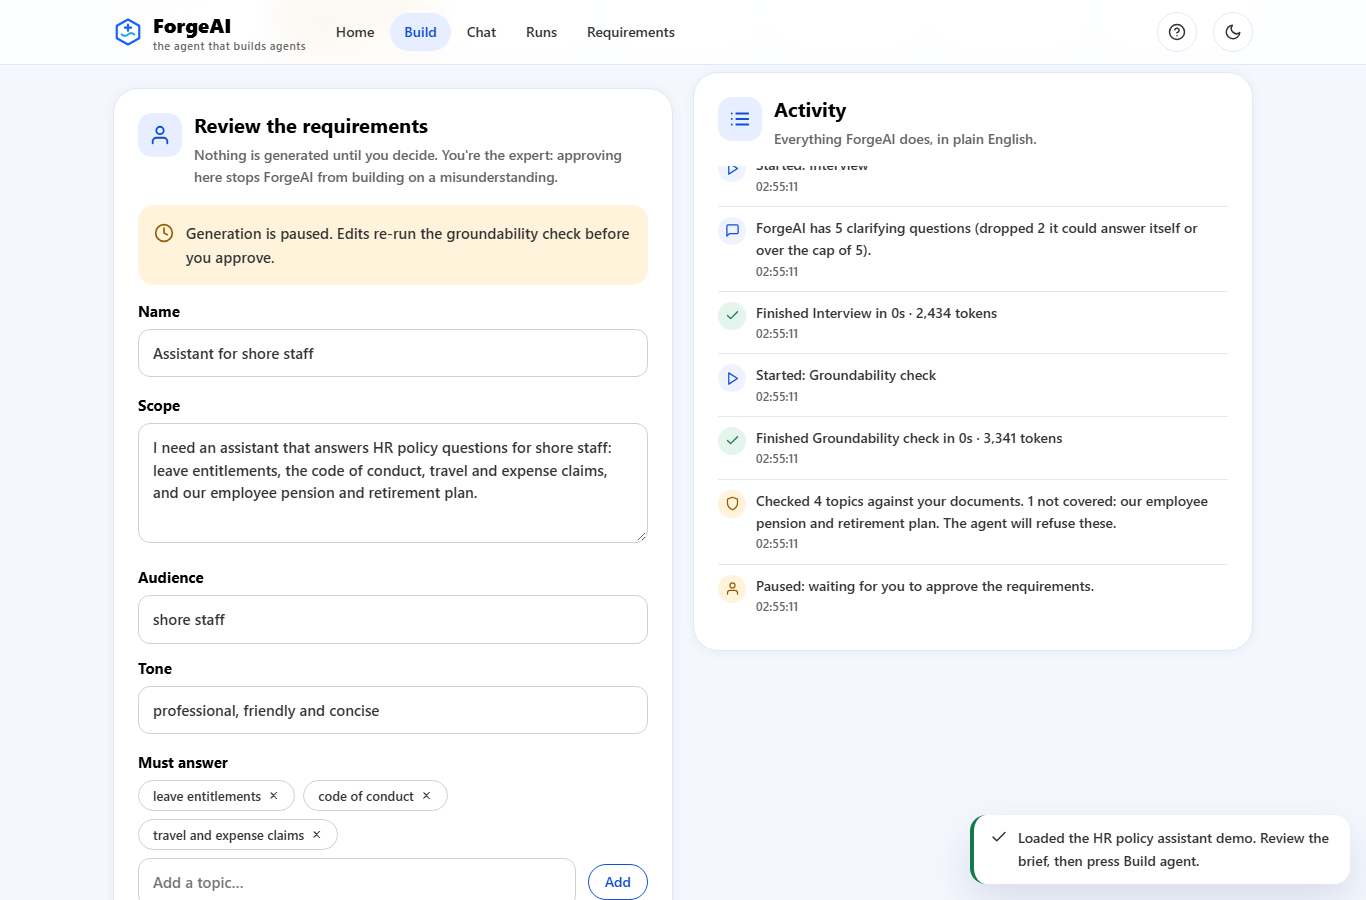 ForgeAI
the agent that builds agents
Home
Build
Chat
Runs
Requirements
Review the requirements
Nothing is generated until you decide. You're the expert: approving
here stops ForgeAI from building on a misunderstanding.
Generation is paused. Edits re-run the groundability check before
you approve.
Name
Assistant for shore staff
Scope
I need an assistant that answers HR policy questions for shore staff:
leave entitlements, the code of conduct, travel and expense claims,
and our employee pension and retirement plan.
Audience
shore staff
Tone
professional, friendly and concise
Must answer
leave entitlements ×
code of conduct ×
travel and expense claims ×
Add a topic...
Add
Activity
Everything ForgeAI does, in plain English.
Started: Interview
02:55:11
ForgeAI has 5 clarifying questions (dropped 2 it could answer itself or
over the cap of 5).
02:55:11
Finished Interview in 0s · 2,434 tokens
02:55:11
Started: Groundability check
02:55:11
Finished Groundability check in 0s · 3,341 tokens
02:55:11
Checked 4 topics against your documents. 1 not covered: our employee
pension and retirement plan. The agent will refuse these.
02:55:11
Paused: waiting for you to approve the requirements.
02:55:11
Loaded the HR policy assistant demo. Review the
brief, then press Build agent.